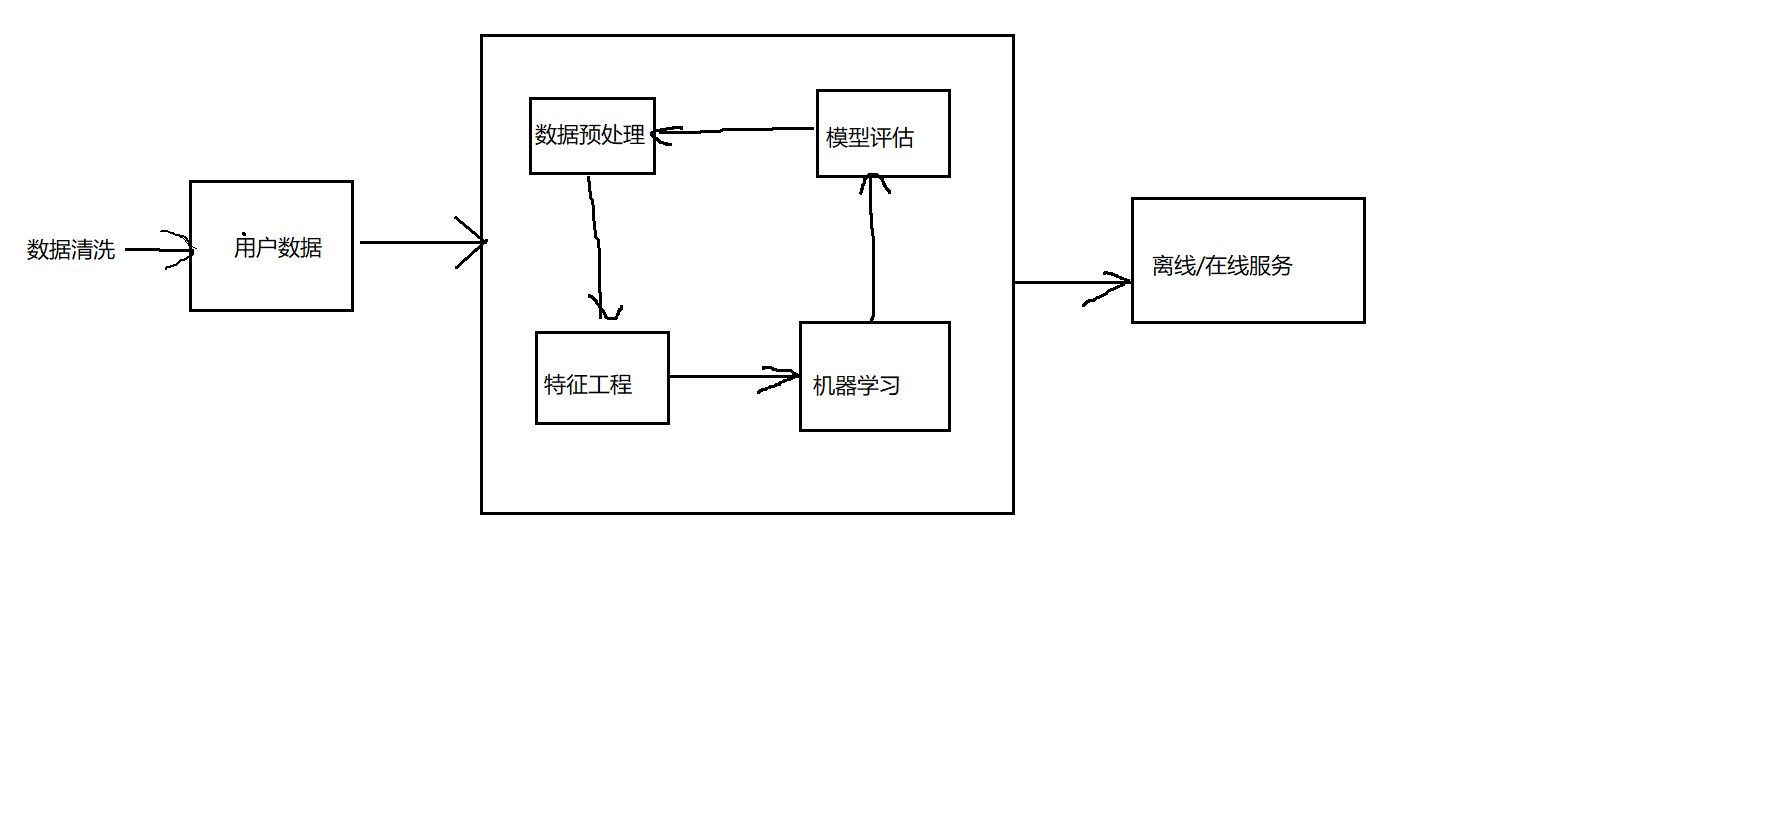 数据清洗
用户数据
数据预处理
模型评估
特征工程
机器学习
离线/在线服务